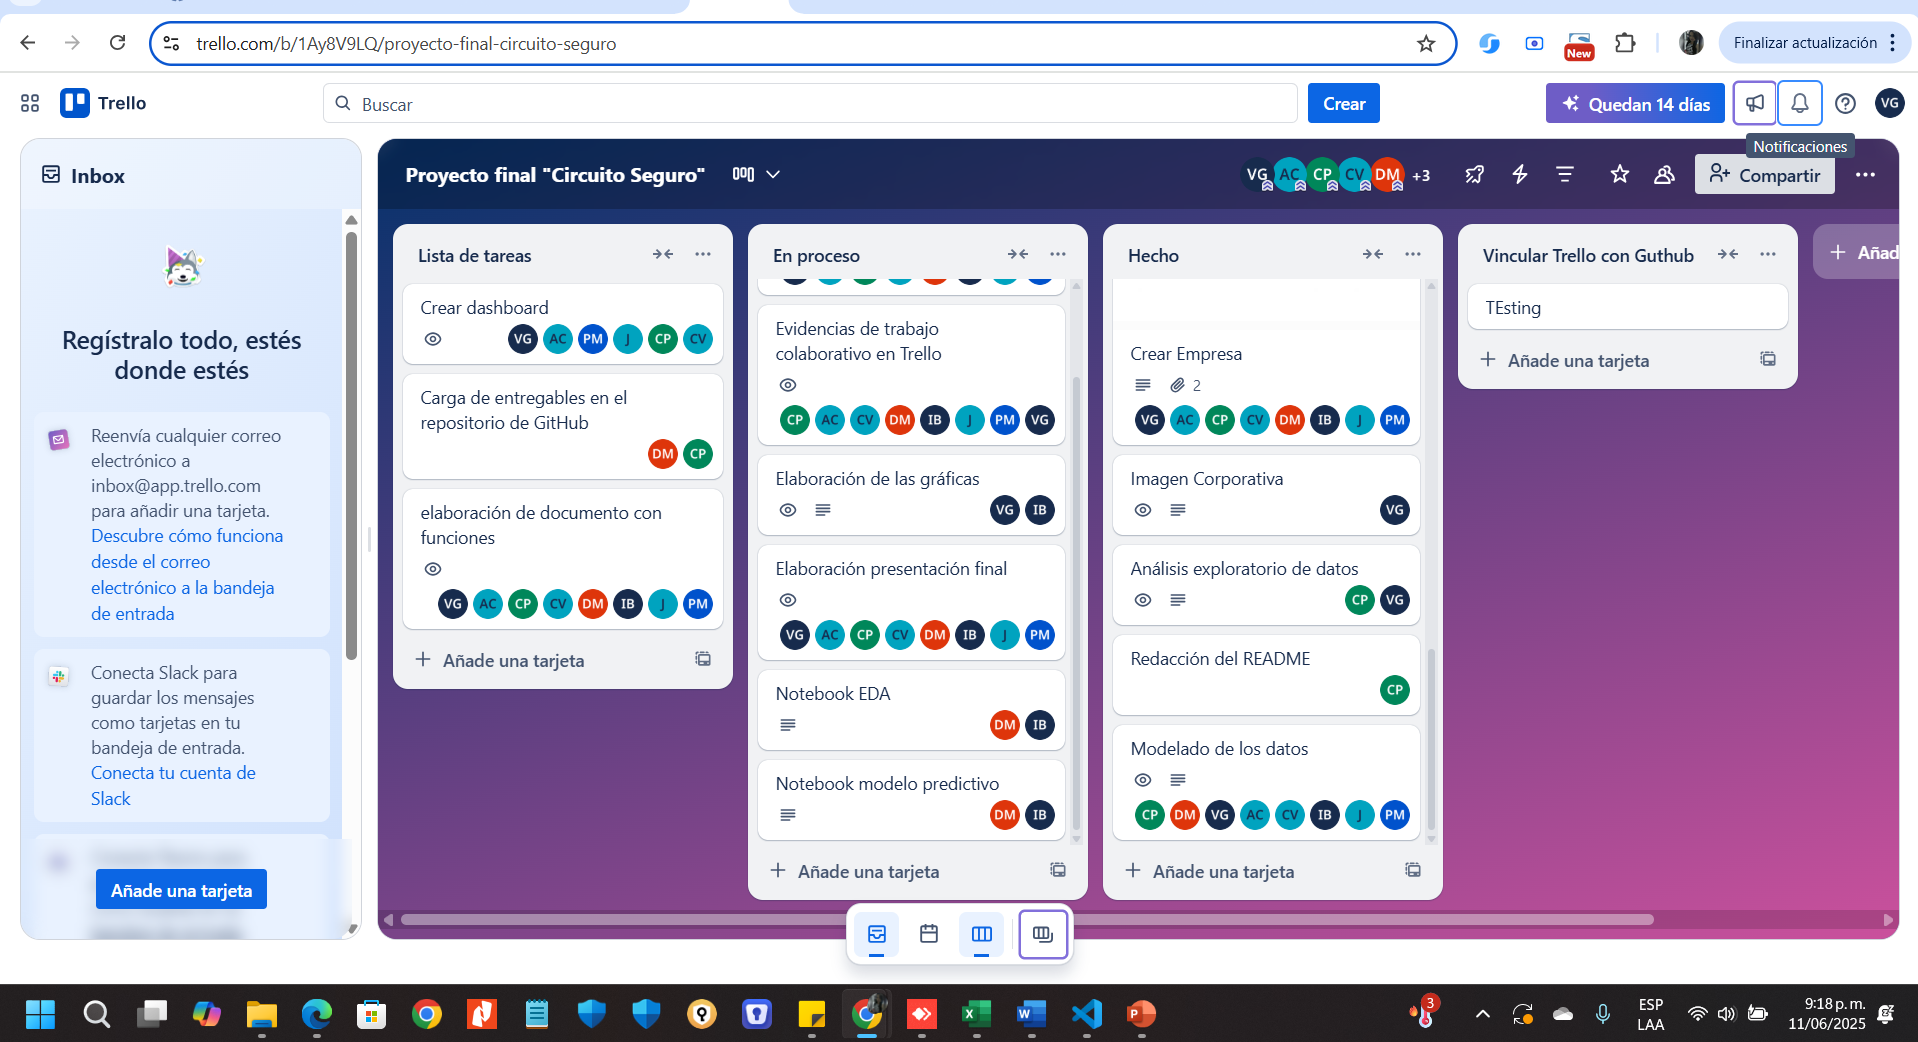 trello.com/b/1Ay8V9LQ/proyecto-final-circuito-seguro
New
Finalizar actualización
Trello
Buscar
Crear
Quedan 14 días
VG
Notificaciones
Inbox
Regístralo todo, estés
donde estés
Reenvía cualquier correo
electrónico a
inbox@app.trello.com
para añadir una tarjeta.
Descubre cómo funciona
desde el correo
electrónico a la bandeja
de entrada
Conecta Slack para
guardar los mensajes
como tarjetas en tu
bandeja de entrada.
Conecta tu cuenta de
Slack
Añade una tarjeta
Proyecto final "Circuito Seguro"
VG AC CP CV DM +3
Compartir
Lista de tareas
Crear dashboard
VG AC PM J CP CV
Carga de entregables en el
repositorio de GitHub
DM CP
elaboración de documento con
funciones
VG AC CP CV DM IB J PM
Añade una tarjeta
En proceso
Evidencias de trabajo
colaborativo en Trello
CP AC CV DM IB J PM VG
Elaboración de las gráficas
VG IB
Elaboración presentación final
VG AC CP CV DM IB J PM
Notebook EDA
DM IB
Notebook modelo predictivo
DM IB
Añade una tarjeta
Hecho
Crear Empresa
2
VG AC CP CV DM IB J PM
Imagen Corporativa
VG
Análisis exploratorio de datos
CP VG
Redacción del README
CP
Modelado de los datos
CP DM VG AC CV IB J PM
Añade una tarjeta
Vincular Trello con Guthub
TEsting
Añade una tarjeta
Añad
3
ESP
LAA
9:18 p. m.
11/06/2025